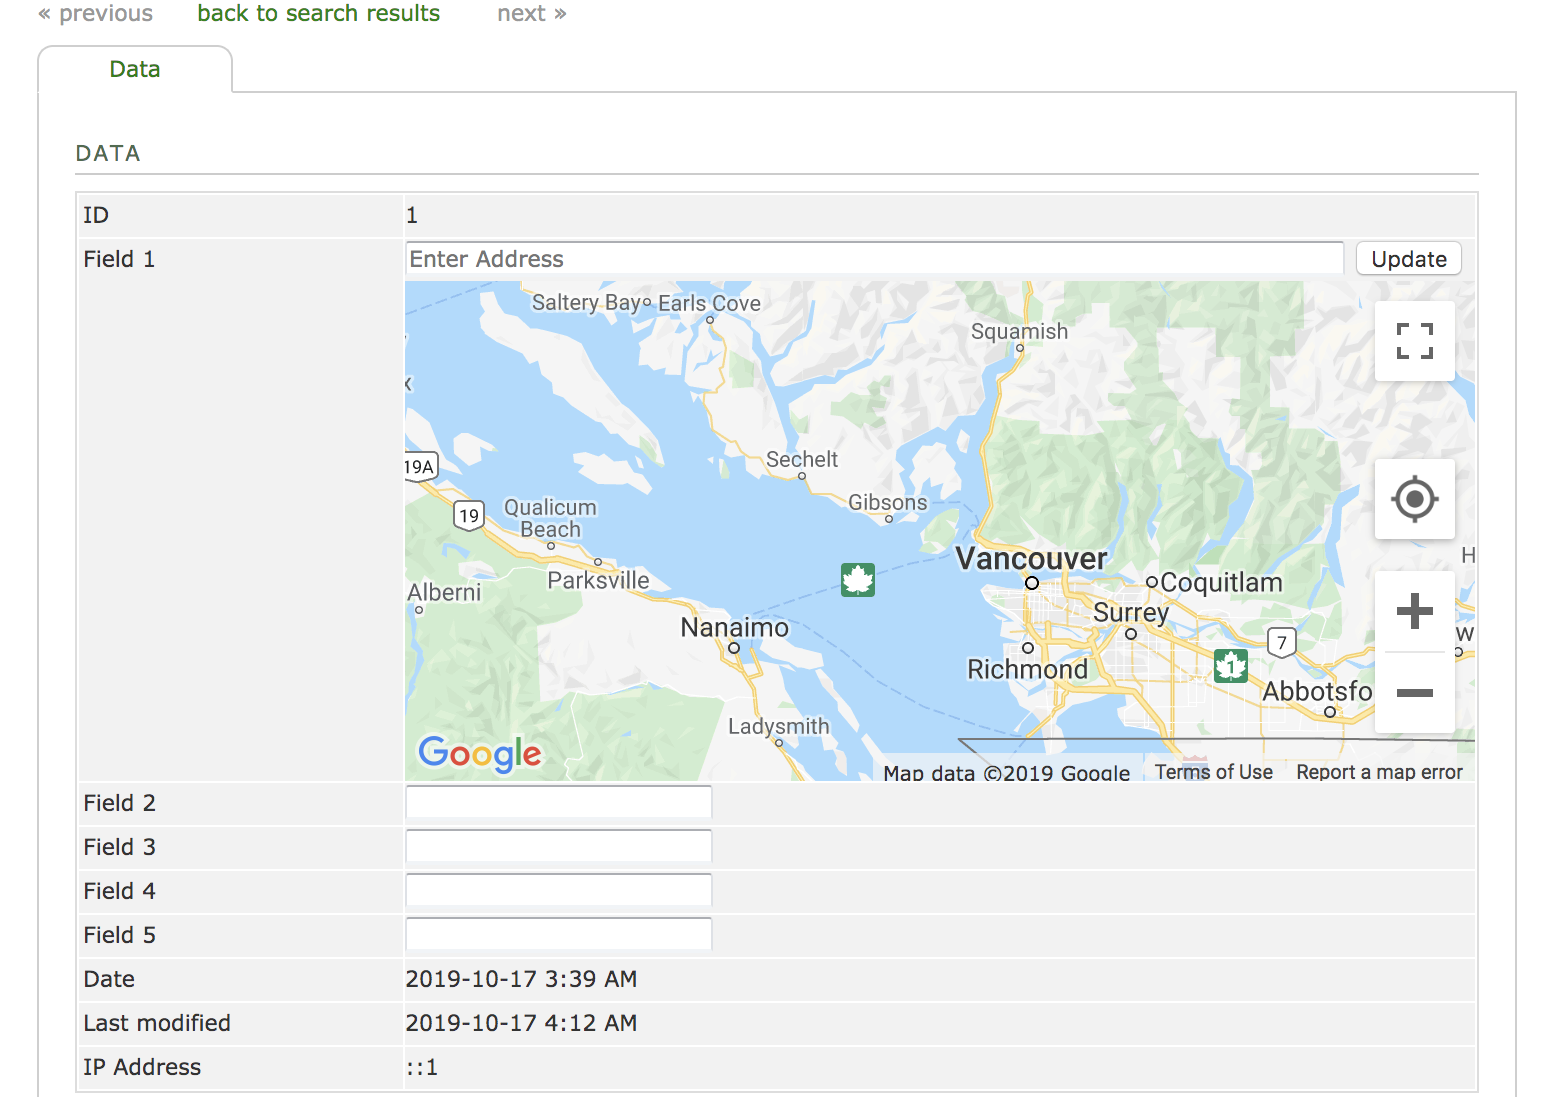 « previous back to search results next »
Data
DATA
ID 1
Field 1 Enter Address Update
Saltery Bay Earls Cove
Squamish
19A
Sechelt
19 Qualicum Beach
Gibsons
Vancouver
Parksville
Alberni
Coquitlam
Surrey
Nanaimo
7
Richmond
1
Abbotsfo
W
H
Ladysmith
Google
Map data ©2019 Google Terms of Use Report a map error
Field 2
Field 3
Field 4
Field 5
Date 2019-10-17 3:39 AM
Last modified 2019-10-17 4:12 AM
IP Address ::1